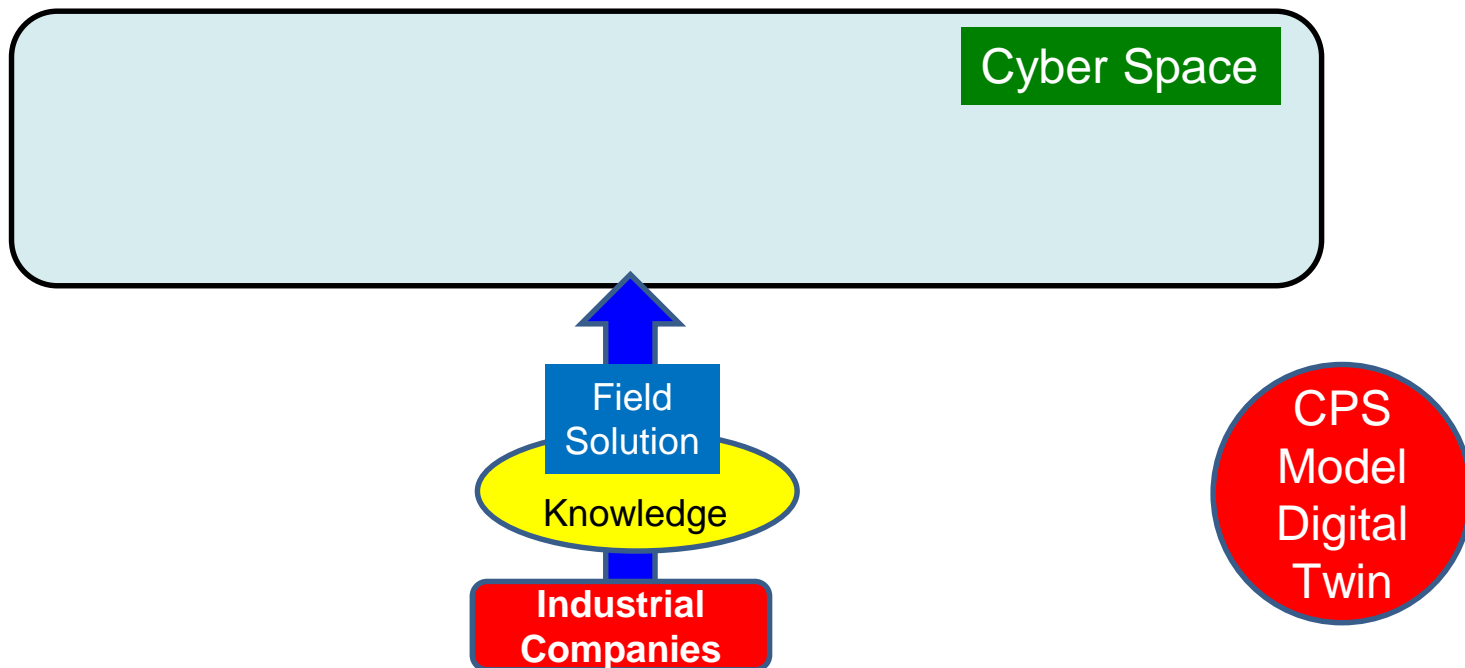 Cyber Space
Field
Solution
Knowledge
Industrial
Companies
CPS
Model
Digital
Twin